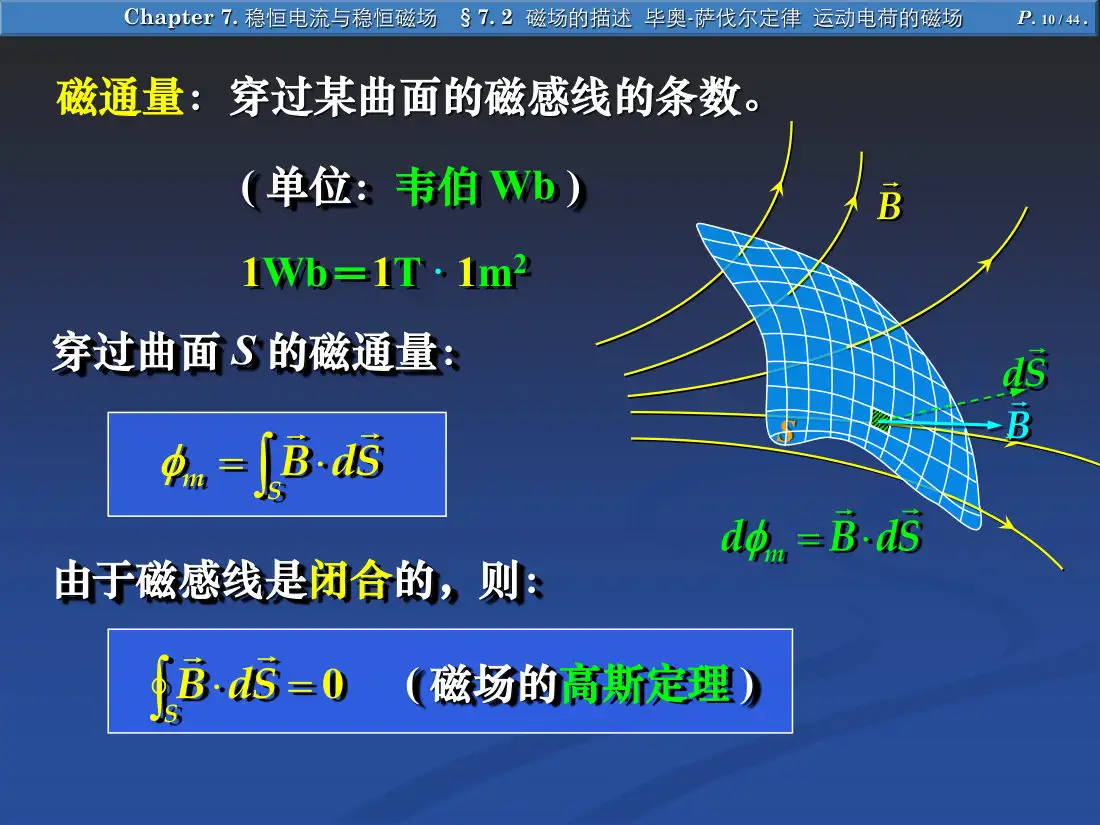 Chapter 7. 稳恒电流与稳恒磁场 §7. 2 磁场的描述 毕奥-萨伐尔定律 运动电荷的磁场 P. 10 / 44 .
磁通量：穿过某曲面的磁感线的条数。
( 单位：韦伯 Wb )
1Wb＝1T · 1m²
穿过曲面 S 的磁通量：
ϕ_m = ∫_S B⃗ · dS⃗
由于磁感线是闭合的，则：
∮_S B⃗ · dS⃗ = 0 ( 磁场的高斯定理 )
B⃗
dS⃗
B⃗
S
dϕ_m = B⃗ · dS⃗